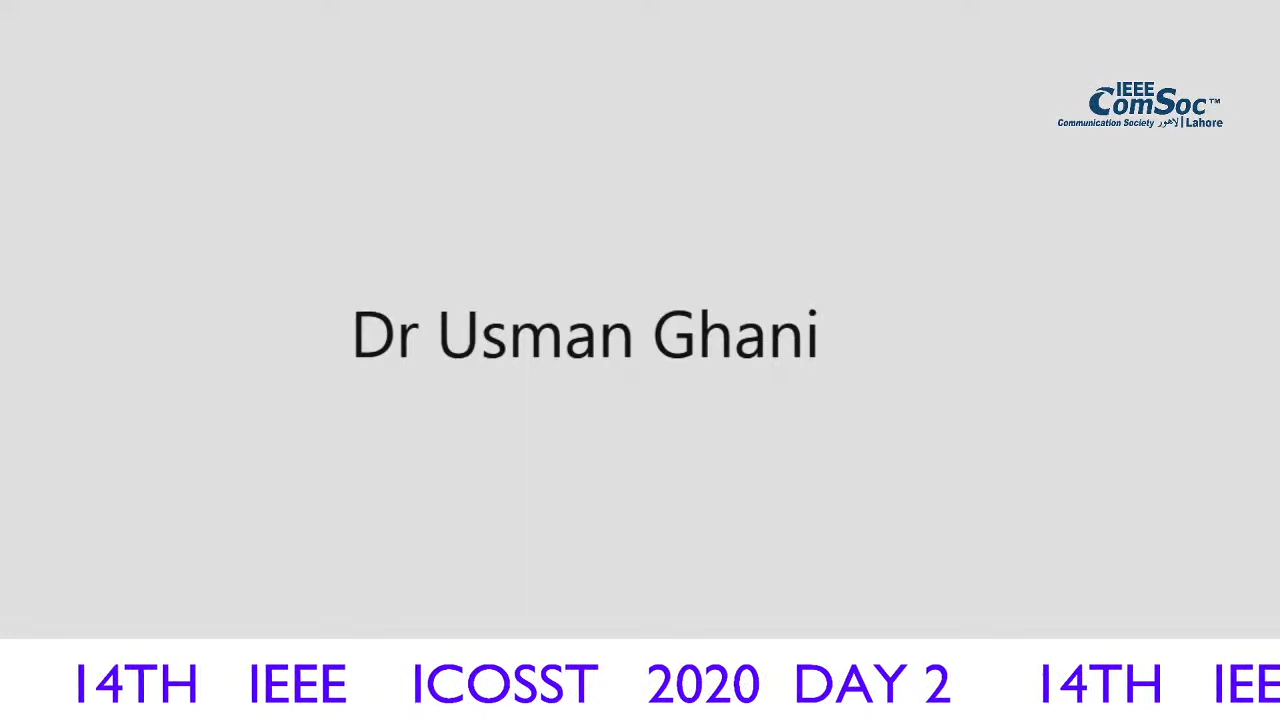 IEEE
ComSoc™
Communication Society لاہور | Lahore
Dr Usman Ghani
14TH IEEE ICOSST 2020 DAY 2 14TH IEE